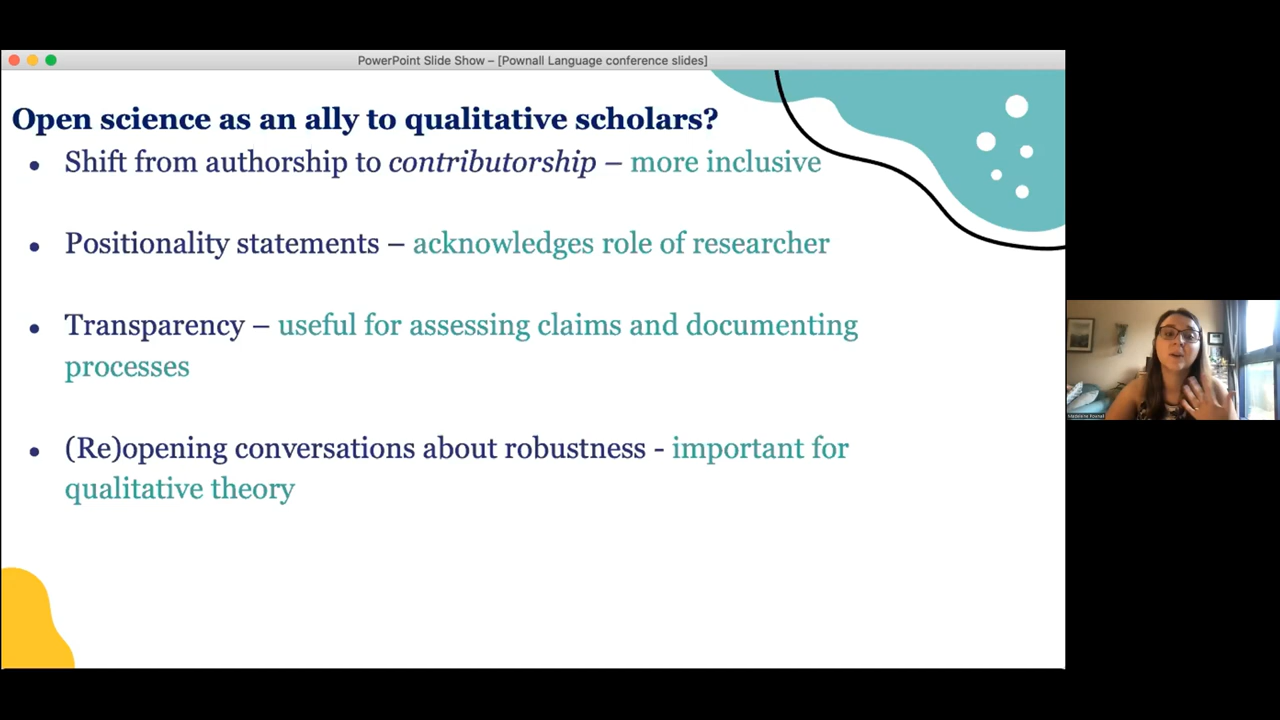 PowerPoint Slide Show – [Pownall Language conference slides]
Open science as an ally to qualitative scholars?
• Shift from authorship to contributorship – more inclusive
• Positionality statements – acknowledges role of researcher
• Transparency – useful for assessing claims and documenting
processes
• (Re)opening conversations about robustness - important for
qualitative theory
Madeleine Pownall